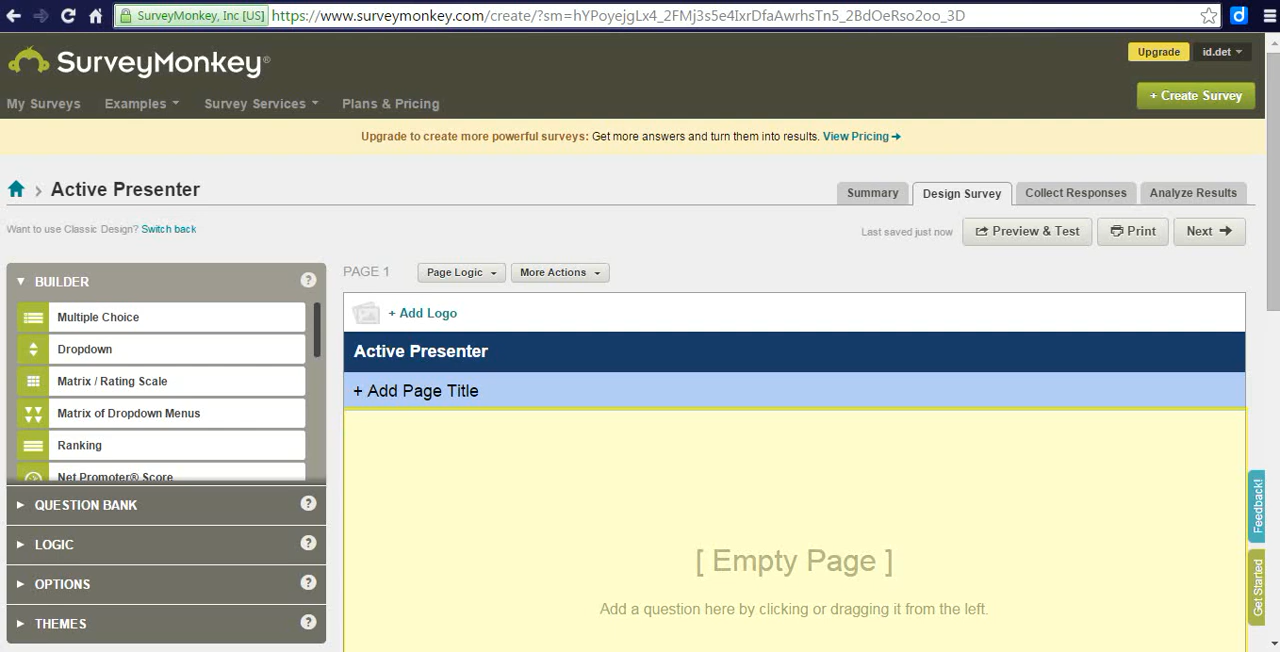 SurveyMonkey, Inc [US] https://www.surveymonkey.com/create/?sm=hYPoyejgLx4_2FMj3s5e4IxrDfaAwrhsTn5_2BdOeRso2oo_3D
SurveyMonkey®
Upgrade id.det
My Surveys Examples Survey Services Plans & Pricing + Create Survey
Upgrade to create more powerful surveys: Get more answers and turn them into results. View Pricing
Active Presenter
Summary Design Survey Collect Responses Analyze Results
Want to use Classic Design? Switch back
Last saved just now Preview & Test Print Next
BUILDER ?
Multiple Choice
Dropdown
Matrix / Rating Scale
Matrix of Dropdown Menus
Ranking
Net Promoter® Score
QUESTION BANK ?
LOGIC ?
OPTIONS ?
THEMES ?
PAGE 1 Page Logic More Actions
+ Add Logo
Active Presenter
+ Add Page Title
[ Empty Page ]
Add a question here by clicking or dragging it from the left.
Feedback!
Get Started